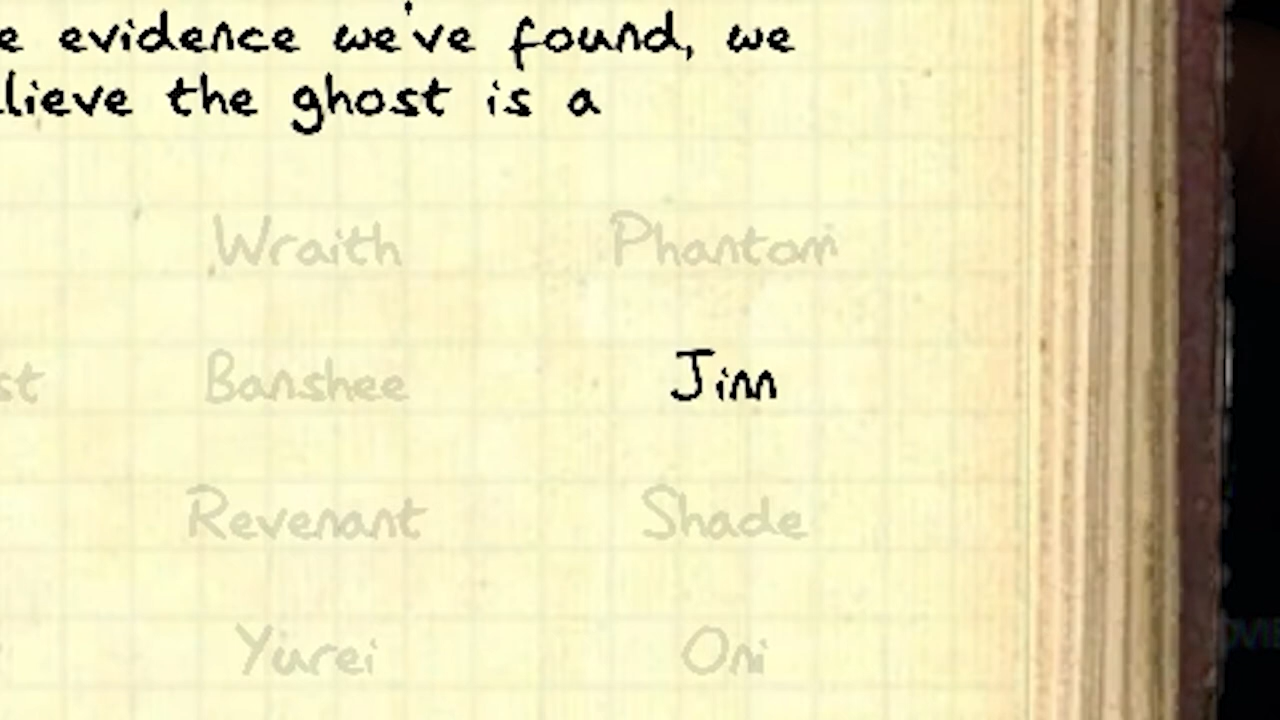 e evidence we've found, we
lieve the ghost is a
Wraith Phantom
st Banshee Jinn
Revenant Shade
Yurei Oni